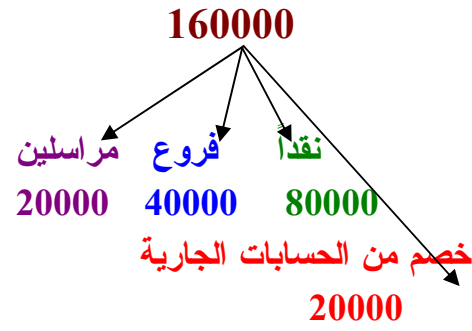 160000
نقداً فروع مراسلين
80000 40000 20000
خصم من الحسابات الجارية
20000